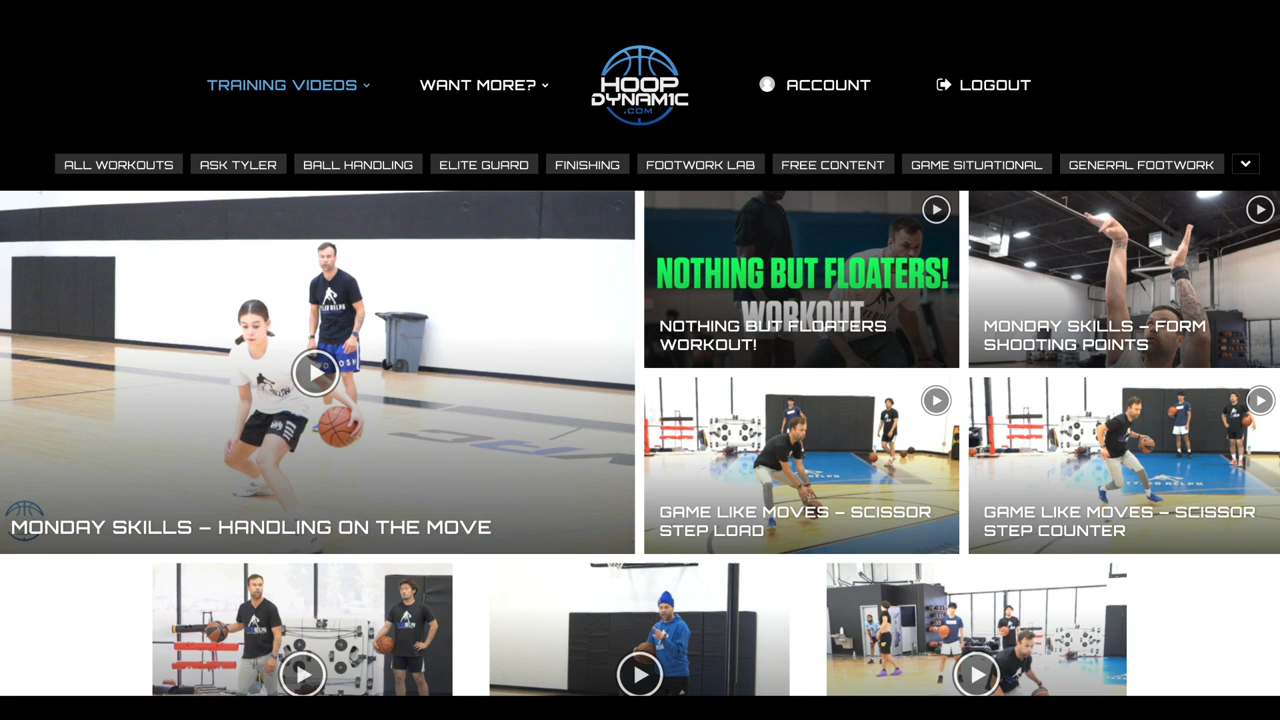 TRAINING VIDEOS
WANT MORE?
HOOP
DYNAM1C
.COM
ACCOUNT
LOGOUT
ALL WORKOUTS
ASK TYLER
BALL HANDLING
ELITE GUARD
FINISHING
FOOTWORK LAB
FREE CONTENT
GAME SITUATIONAL
GENERAL FOOTWORK
MONDAY SKILLS – HANDLING ON THE MOVE
NOTHING BUT FLOATERS!
WORKOUT
NOTHING BUT FLOATERS
WORKOUT!
MONDAY SKILLS – FORM
SHOOTING POINTS
GAME LIKE MOVES – SCISSOR
STEP LOAD
GAME LIKE MOVES – SCISSOR
STEP COUNTER